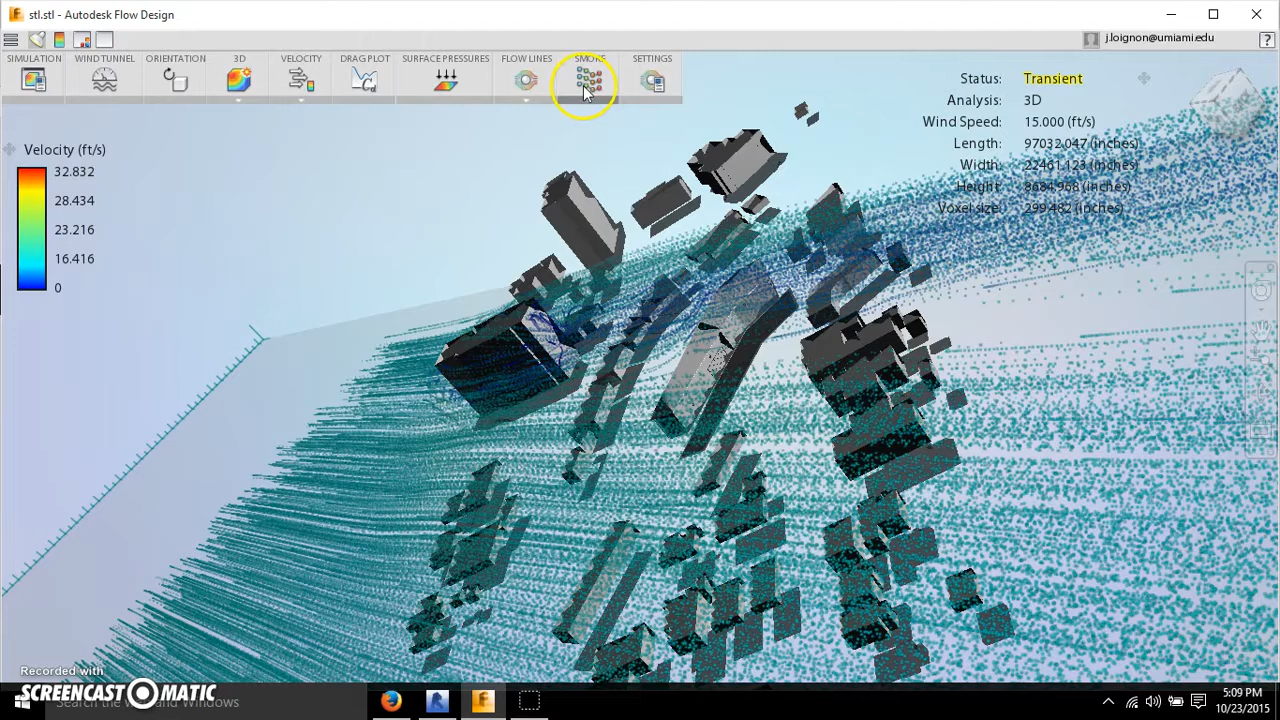 stl.stl - Autodesk Flow Design
j.loignon@umiami.edu
?
SIMULATION WIND TUNNEL ORIENTATION 3D VELOCITY DRAG PLOT SURFACE PRESSURES FLOW LINES SMOKE SETTINGS
Status: Transient
Analysis: 3D
Wind Speed: 15.000 (ft/s)
Length: 97032.047 (inches)
Width: 22461.123 (inches)
Height: 8684.968 (inches)
Voxel size: 299.482 (inches)
Velocity (ft/s)
32.832
28.434
23.216
16.416
0
Recorded with
SCREENCAST-O-MATIC
Search the web and Windows
5:09 PM
10/23/2015